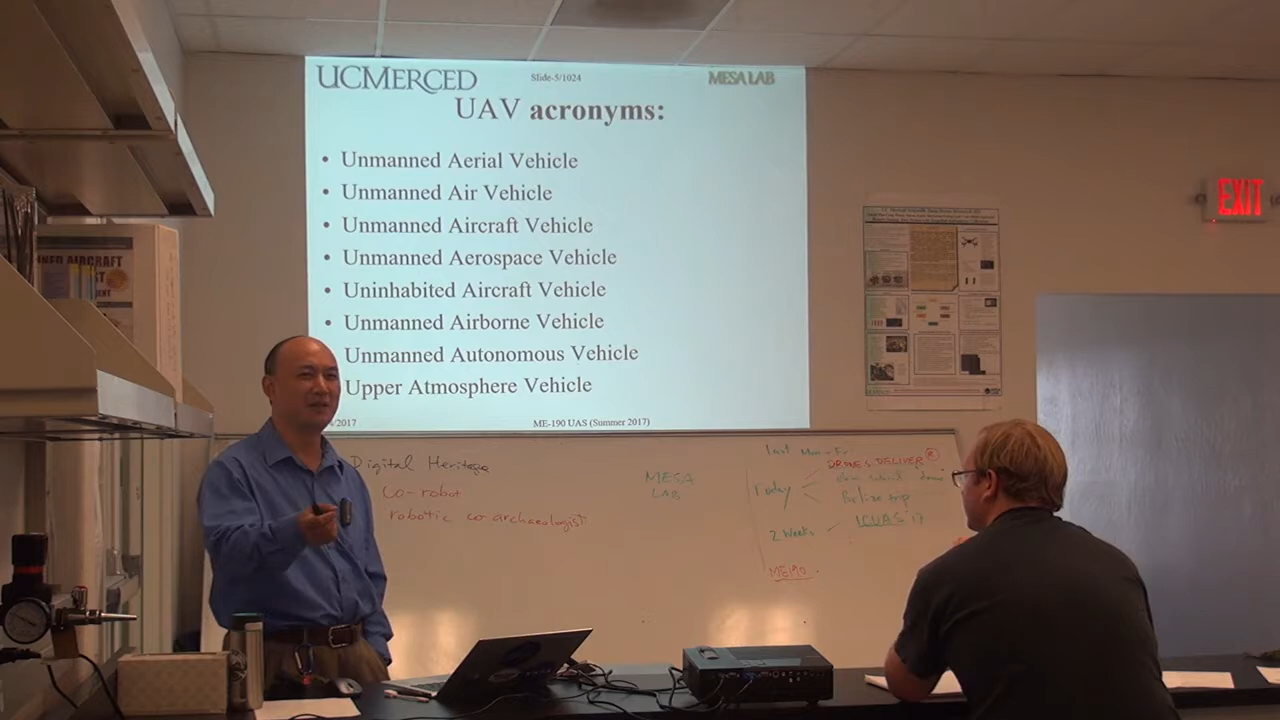 UCMERCED
Slide-5/1024
MESA LAB
UAV acronyms:
• Unmanned Aerial Vehicle
• Unmanned Air Vehicle
• Unmanned Aircraft Vehicle
• Unmanned Aerospace Vehicle
• Uninhabited Aircraft Vehicle
• Unmanned Airborne Vehicle
Unmanned Autonomous Vehicle
Upper Atmosphere Vehicle
2017
ME-190 UAS (Summer 2017)
EXIT
AIRCRAFT
Digital Heritage
Co-robot
robotic co-archaeologist
MESA
LAB
last
DRONES DELIVER
Today
Belize trip
2 Weeks
ICUAS'17
ME190